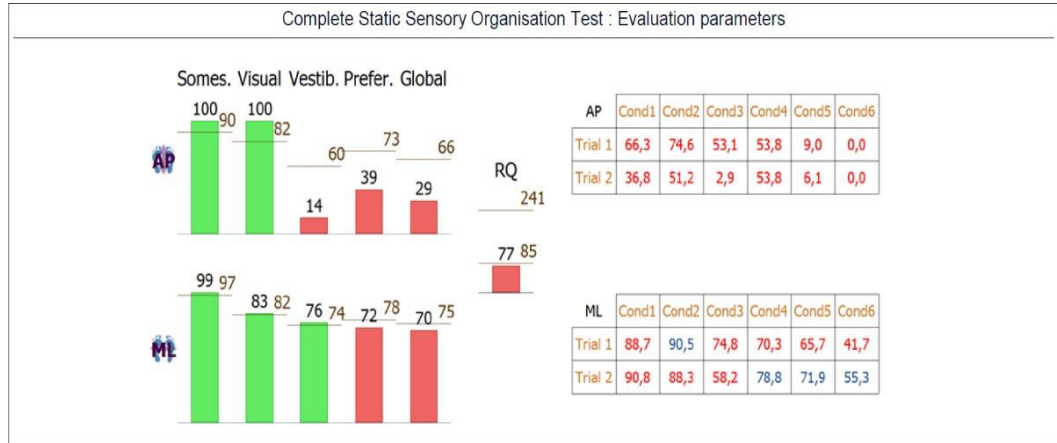 Complete Static Sensory Organisation Test : Evaluation parameters
Somes. Visual Vestib. Prefer. Global
100 90 100 82 60 73 66
AP
14 39 29
RQ
241
77 85
99 97 83 82 76 74 72 78 70 75
ML
AP Cond1 Cond2 Cond3 Cond4 Cond5 Cond6
Trial 1 66,3 74,6 53,1 53,8 9,0 0,0
Trial 2 36,8 51,2 2,9 53,8 6,1 0,0
ML Cond1 Cond2 Cond3 Cond4 Cond5 Cond6
Trial 1 88,7 90,5 74,8 70,3 65,7 41,7
Trial 2 90,8 88,3 58,2 78,8 71,9 55,3